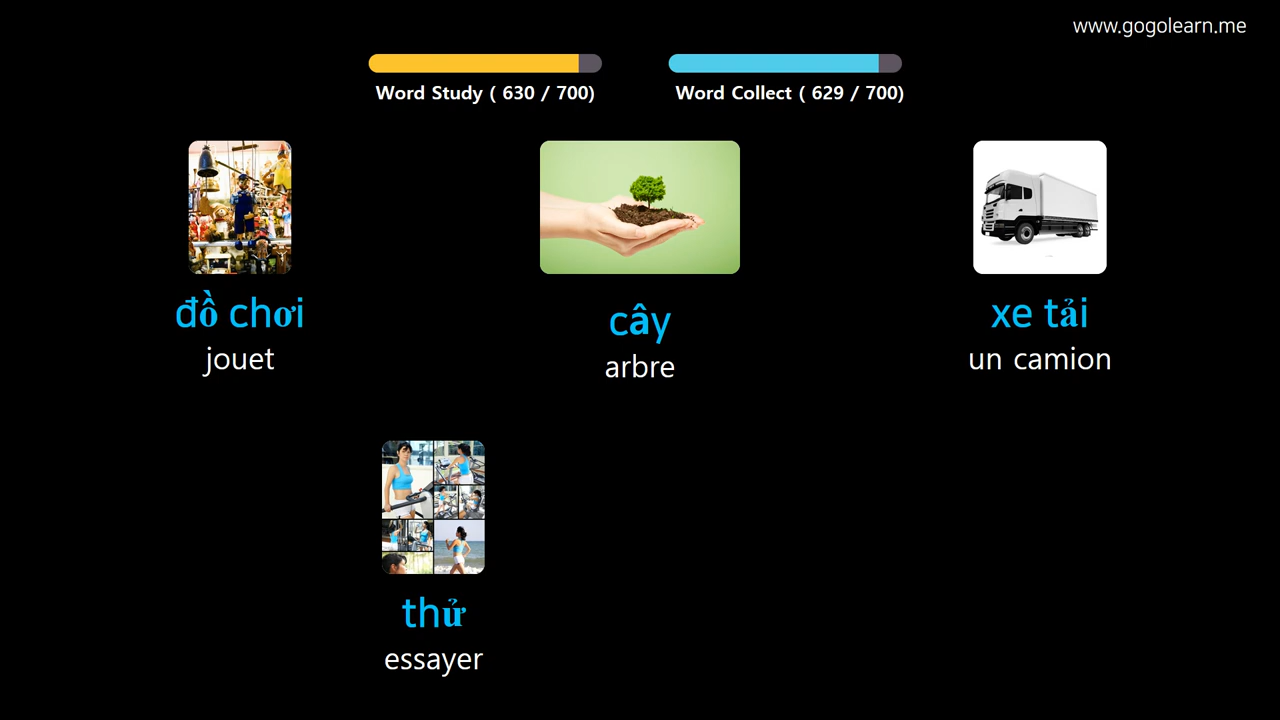 www.gogolearn.me
Word Study ( 630 / 700)
Word Collect ( 629 / 700)
đồ chơi
jouet
cây
arbre
xe tải
un camion
thử
essayer